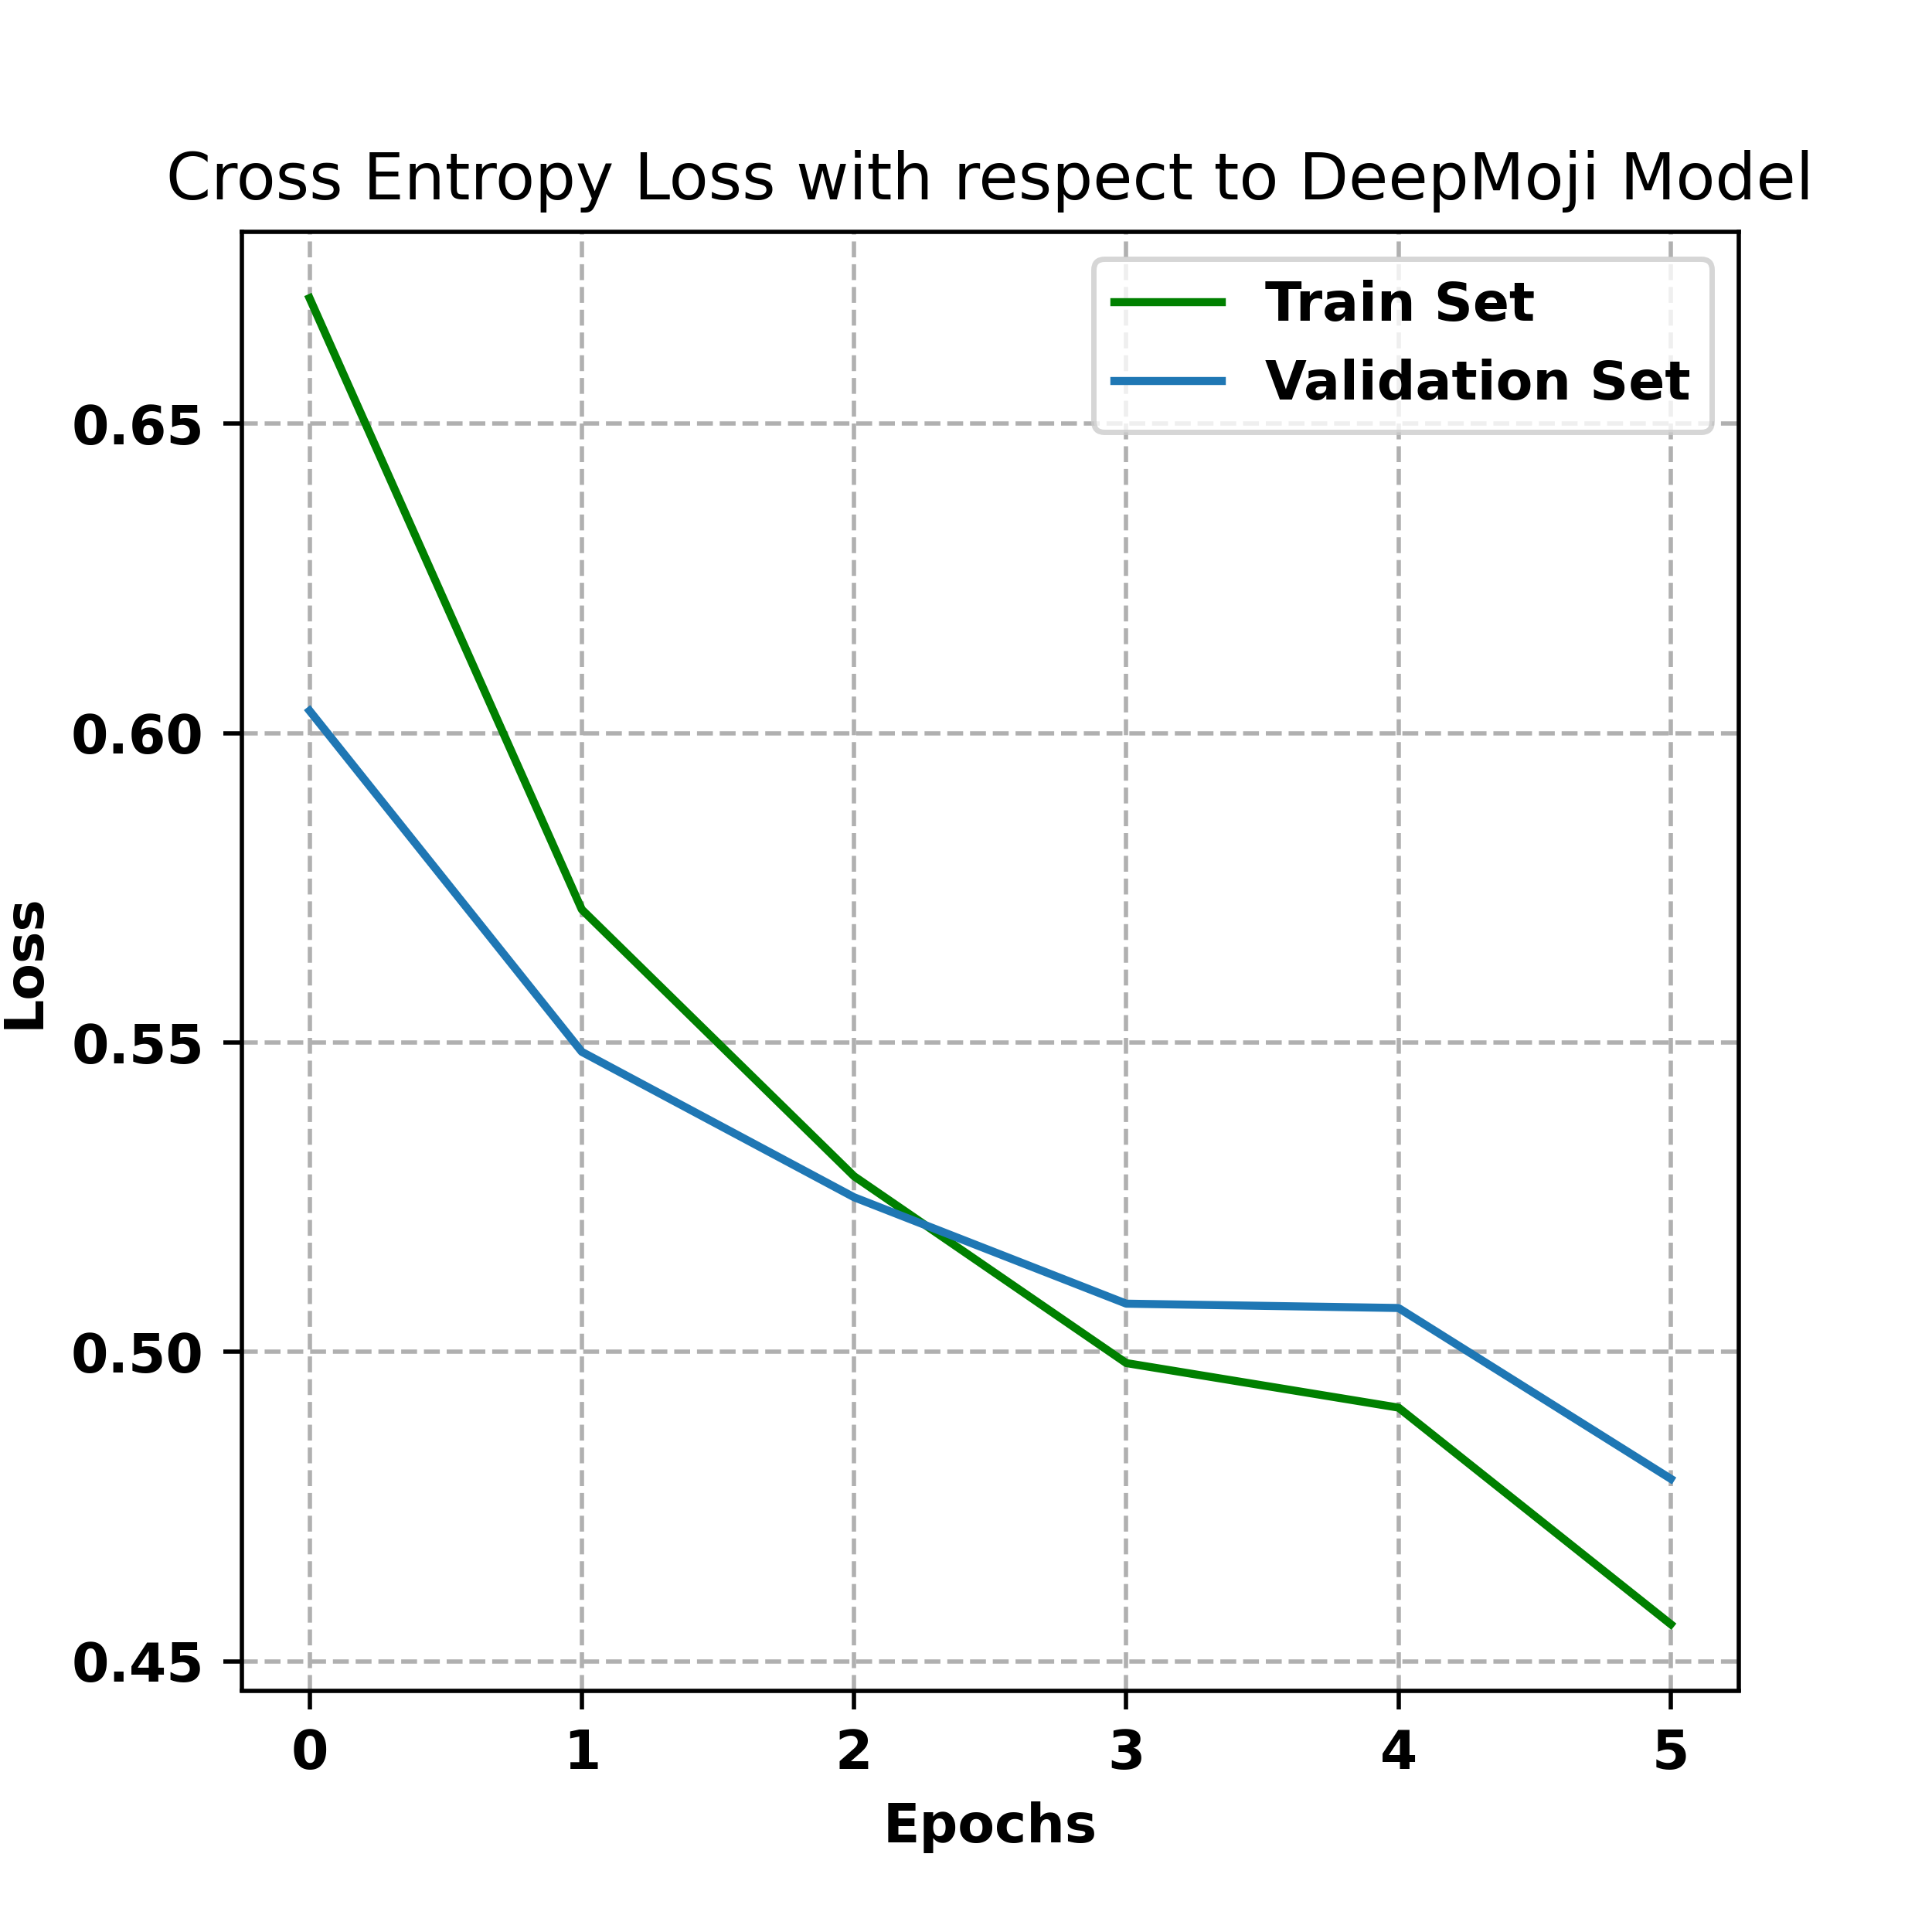 Cross Entropy Loss with respect to DeepMoji Model
Train Set
Validation Set
0.65
0.60
0.55
0.50
0.45
Loss
0 1 2 3 4 5
Epochs